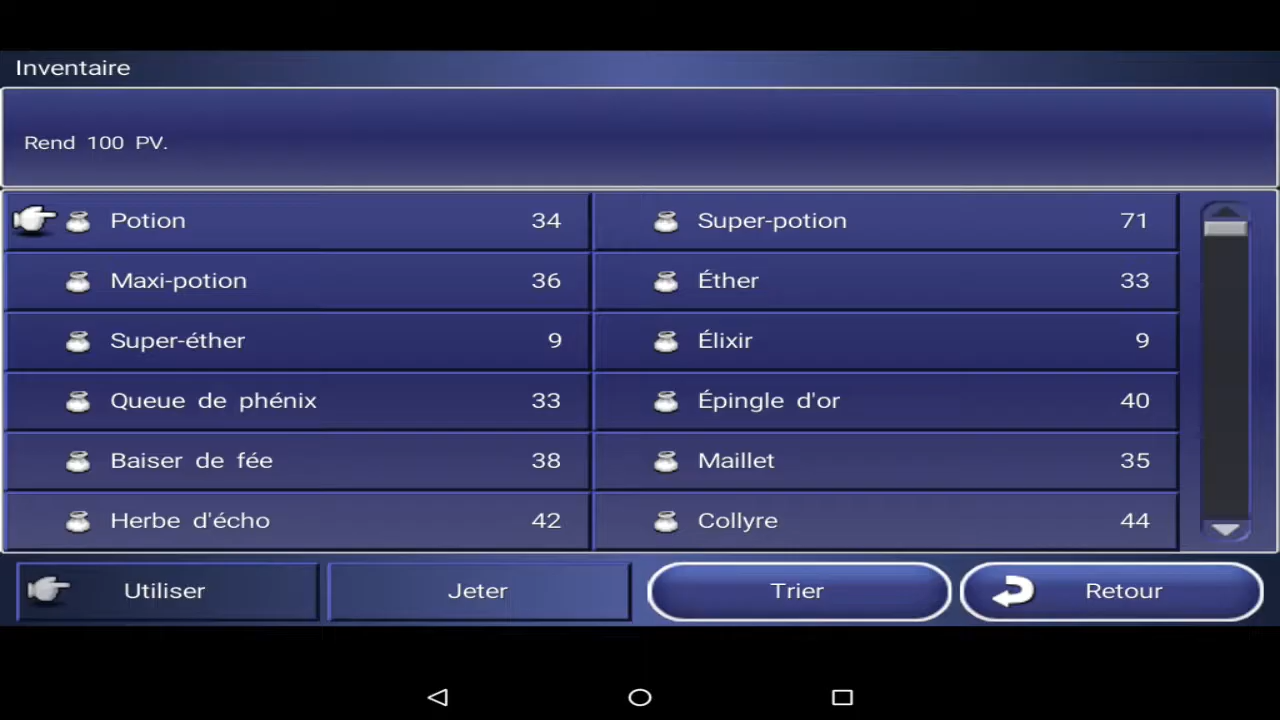 Inventaire
Rend 100 PV.
Potion 34 Super-potion 71
Maxi-potion 36 Éther 33
Super-éther 9 Élixir 9
Queue de phénix 33 Épingle d'or 40
Baiser de fée 38 Maillet 35
Herbe d'écho 42 Collyre 44
Utiliser Jeter Trier Retour